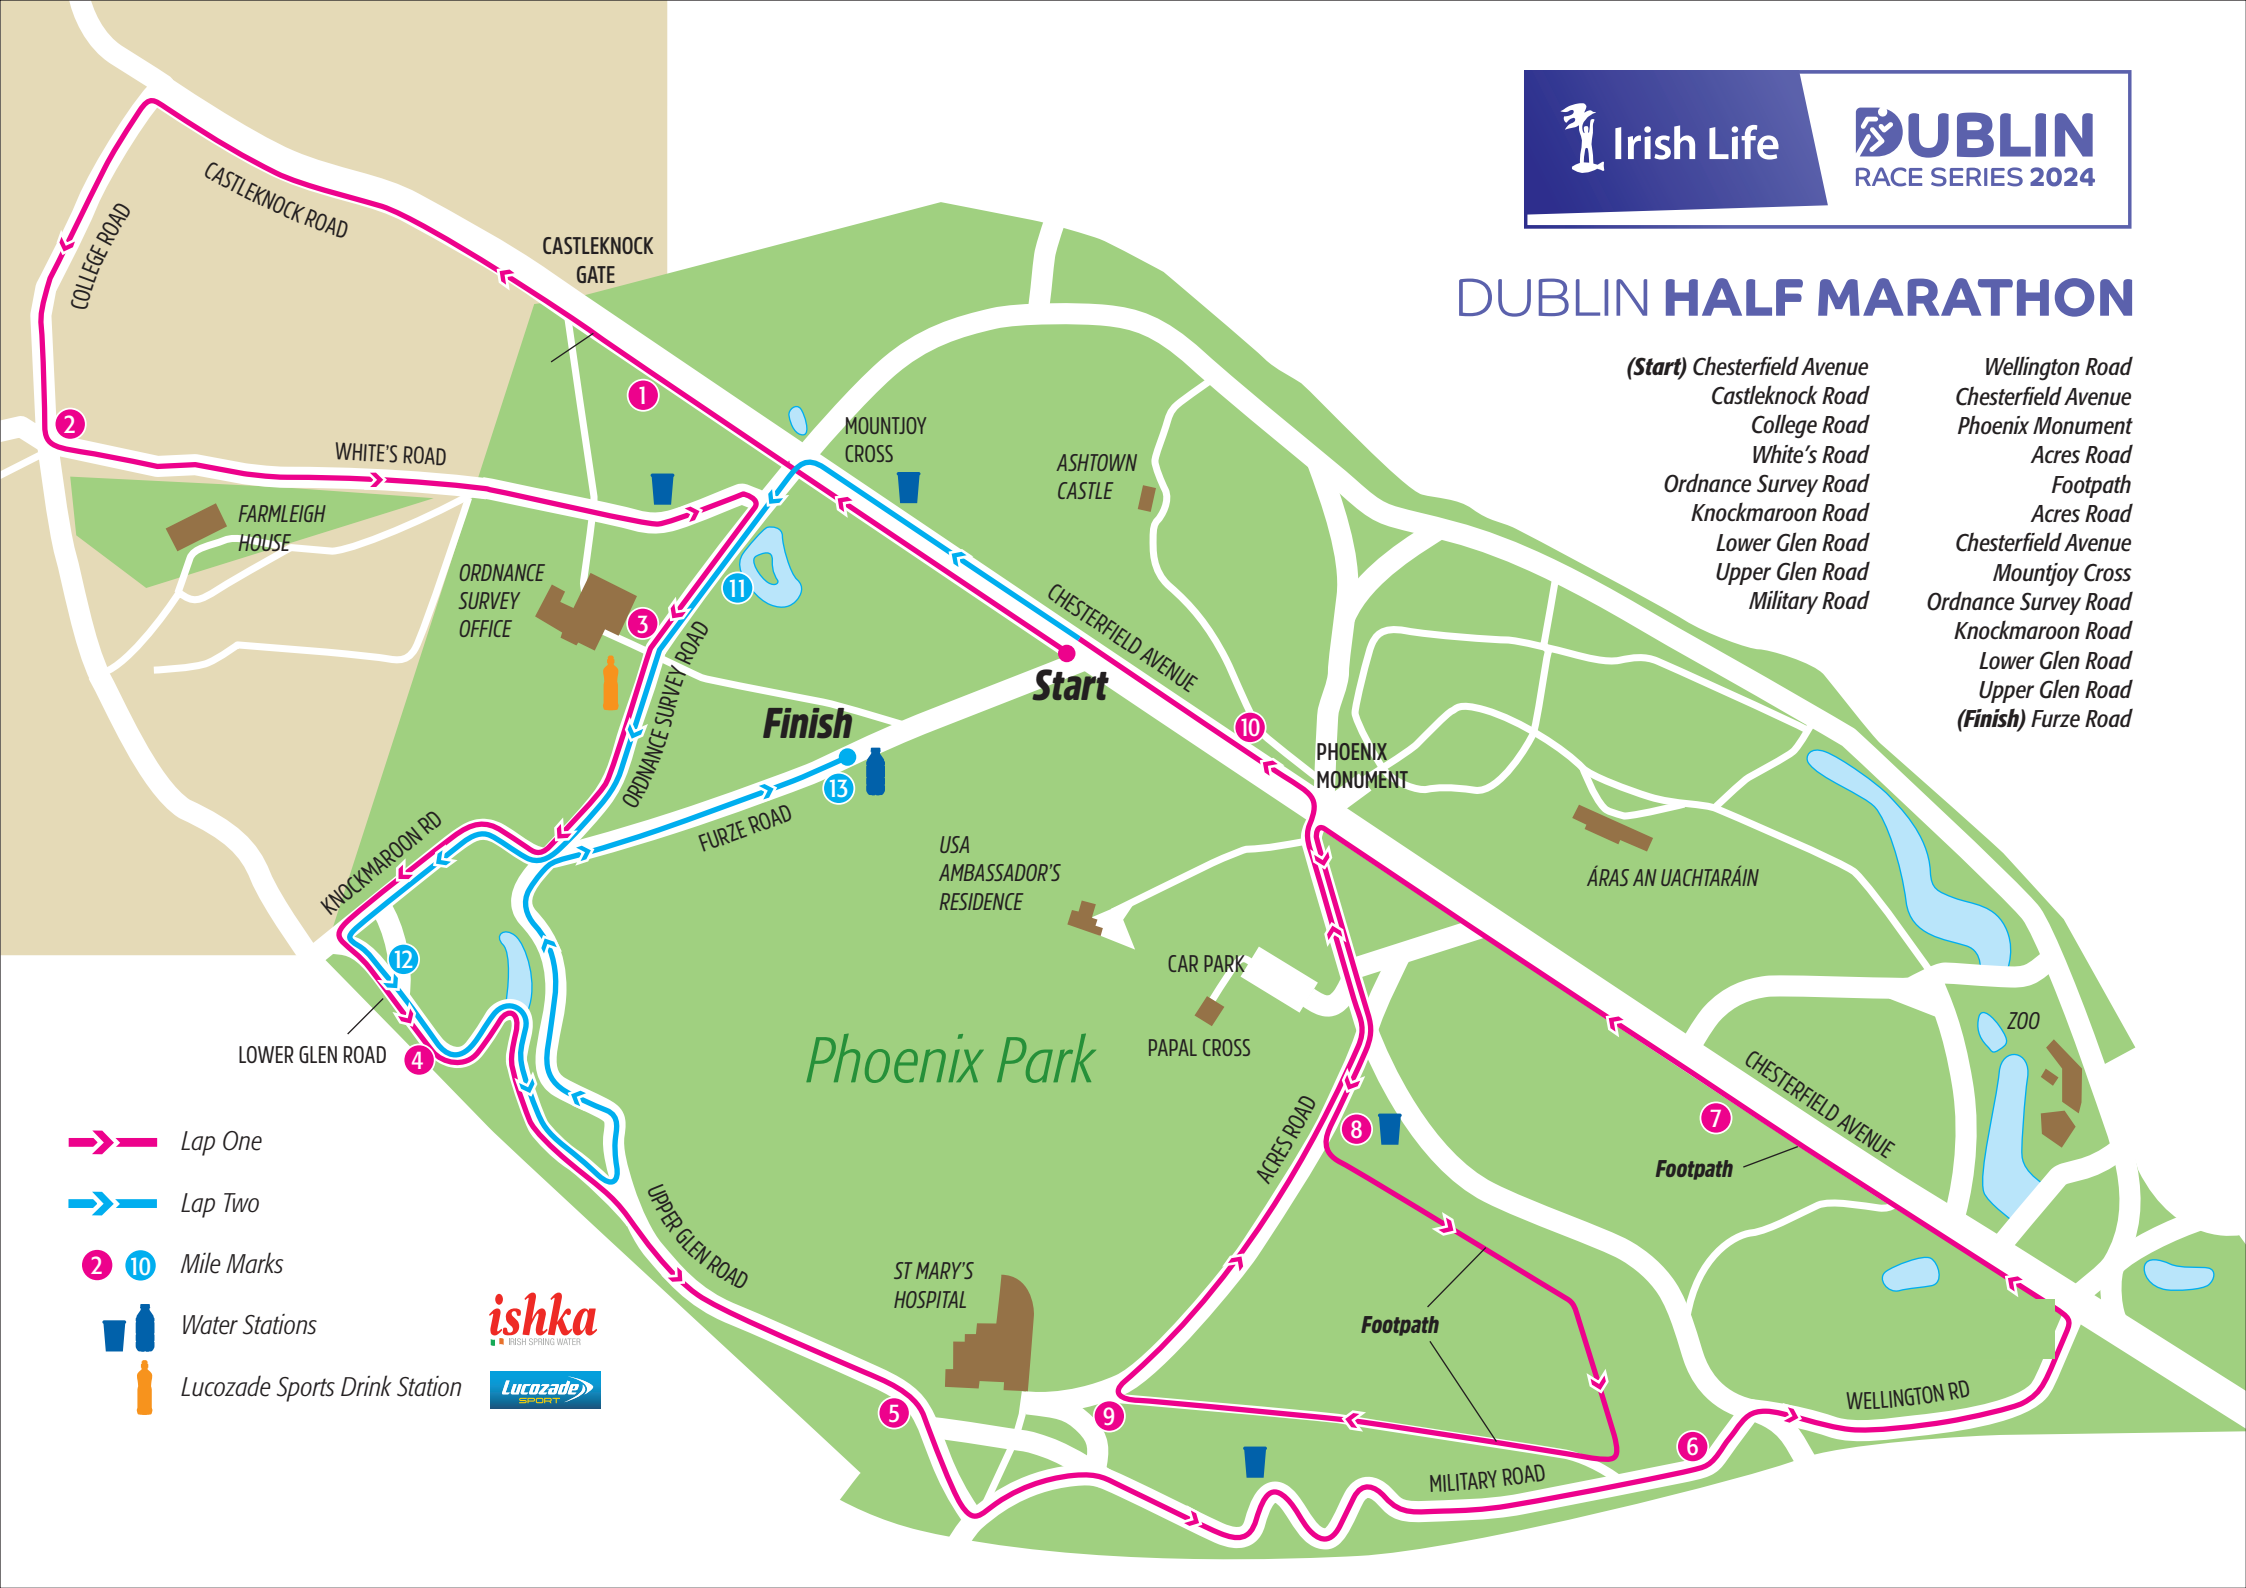 Irish Life
DUBLIN
RACE SERIES 2024
DUBLIN HALF MARATHON
(Start) Chesterfield Avenue
Castleknock Road
College Road
White's Road
Ordnance Survey Road
Knockmaroon Road
Lower Glen Road
Upper Glen Road
Military Road
Wellington Road
Chesterfield Avenue
Phoenix Monument
Acres Road
Footpath
Acres Road
Chesterfield Avenue
Mountjoy Cross
Ordnance Survey Road
Knockmaroon Road
Lower Glen Road
Upper Glen Road
(Finish) Furze Road
CASTLEKNOCK ROAD
COLLEGE ROAD
CASTLEKNOCK
GATE
1
2
WHITE'S ROAD
MOUNTJOY
CROSS
ASHTOWN
CASTLE
FARMLEIGH
HOUSE
ORDNANCE
SURVEY
OFFICE
3
11
ORDNANCE SURVEY ROAD
CHESTERFIELD AVENUE
Start
Finish
13
10
PHOENIX
MONUMENT
FURZE ROAD
KNOCKMAROON RD
USA
AMBASSADOR'S
RESIDENCE
ÁRAS AN UACHTARÁIN
12
CAR PARK
PAPAL CROSS
LOWER GLEN ROAD
4
Phoenix Park
ZOO
CHESTERFIELD AVENUE
7
Footpath
8
ACRES ROAD
UPPER GLEN ROAD
ST MARY'S
HOSPITAL
Footpath
5
9
6
WELLINGTON RD
MILITARY ROAD
Lap One
Lap Two
2
10
Mile Marks
Water Stations
ishka
IRISH SPRING WATER
Lucozade Sports Drink Station
Lucozade
SPORT